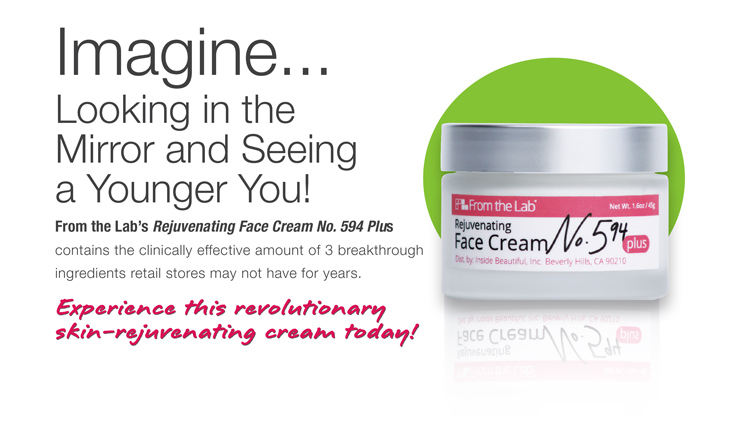 Imagine...
Looking in the
Mirror and Seeing
a Younger You!
From the Lab's Rejuvenating Face Cream No. 594 Plus
contains the clinically effective amount of 3 breakthrough
ingredients retail stores may not have for years.
Experience this revolutionary
skin-rejuvenating cream today!
From the Lab
Net Wt. 1.6oz / 45g
Rejuvenating
Face Cream No. 594 plus
Dist. by: Inside Beautiful, Inc. Beverly Hills, CA 90210